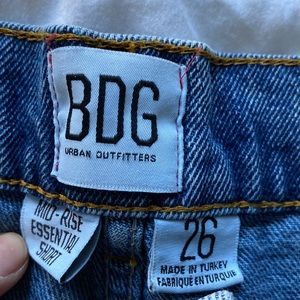 BDG
URBAN OUTFITTERS
MID-RISE
ESSENTIAL
SHORT
26
MADE IN TURKEY
FABRIQUE EN TURQUIE